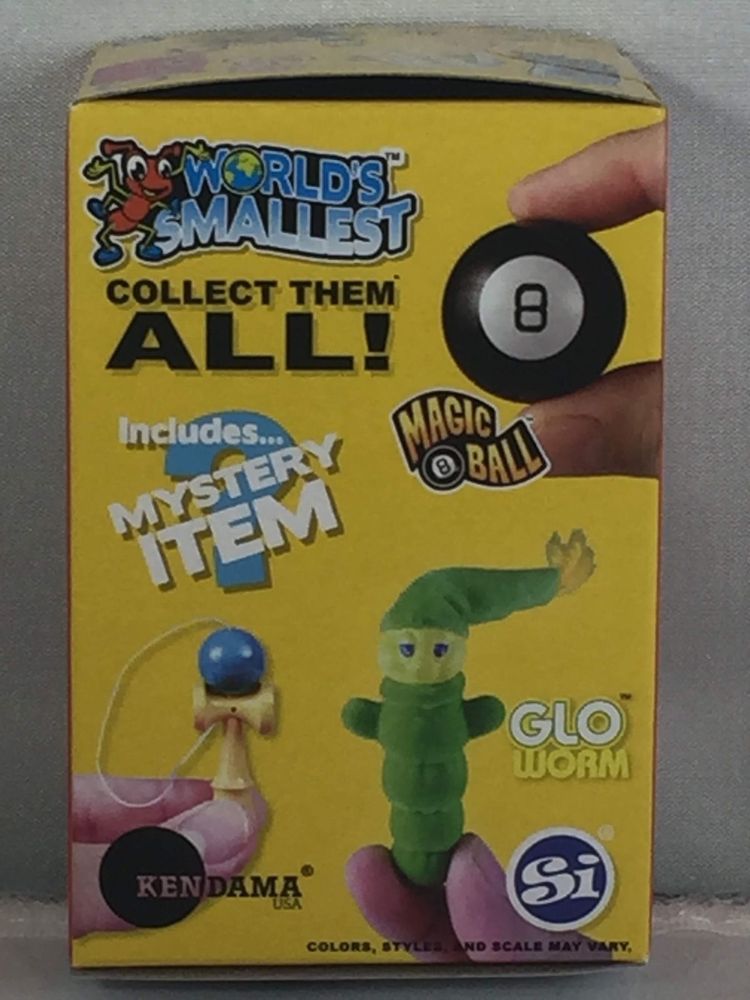 WORLD'S™
SMALLEST
COLLECT THEM
ALL!
8
MAGIC
8 BALL™
Includes...
?
MYSTERY
ITEM
GLO™
WORM
KENDAMA®
USA
Si®
COLORS, STYLES, AND SCALE MAY VARY.